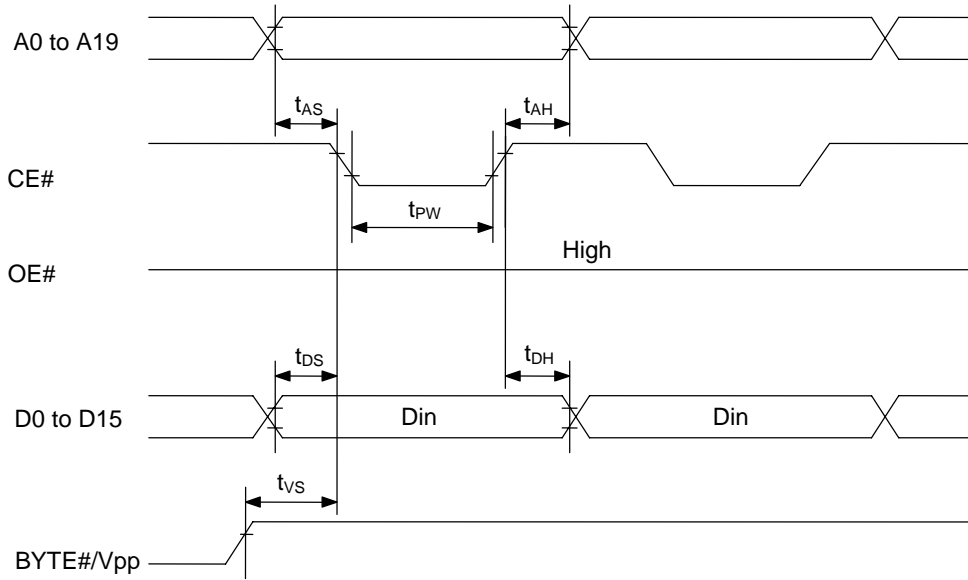 A0 to A19
tAS
tAH
CE#
tPW
High
OE#
tDS
tDH
D0 to D15
Din
Din
tVS
BYTE#/Vpp